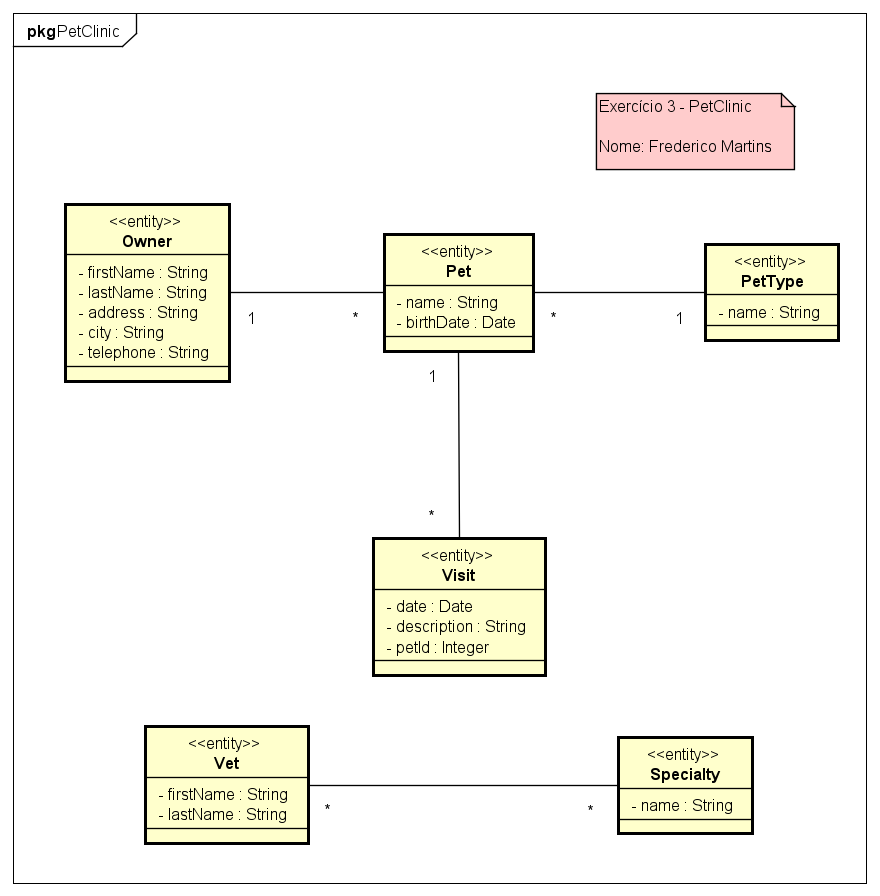 pkgPetClinic
Exercício 3 - PetClinic
Nome: Frederico Martins
<<entity>>
Owner
- firstName : String
- lastName : String
- address : String
- city : String
- telephone : String
1
*
<<entity>>
Pet
- name : String
- birthDate : Date
*
1
<<entity>>
PetType
- name : String
1
*
<<entity>>
Visit
- date : Date
- description : String
- petId : Integer
<<entity>>
Vet
- firstName : String
- lastName : String
*
*
<<entity>>
Specialty
- name : String